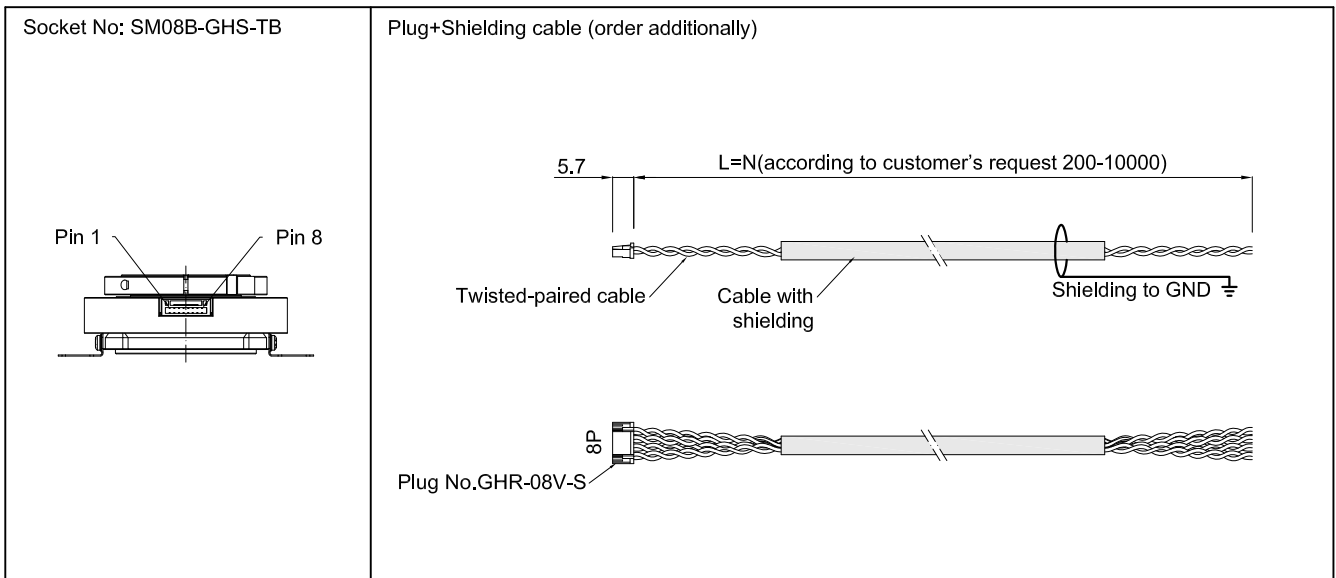 Socket No: SM08B-GHS-TB
Pin 1
Pin 8
Plug+Shielding cable (order additionally)
5.7
L=N(according to customer's request 200-10000)
Twisted-paired cable
Cable with
shielding
Shielding to GND
8P
Plug No.GHR-08V-S